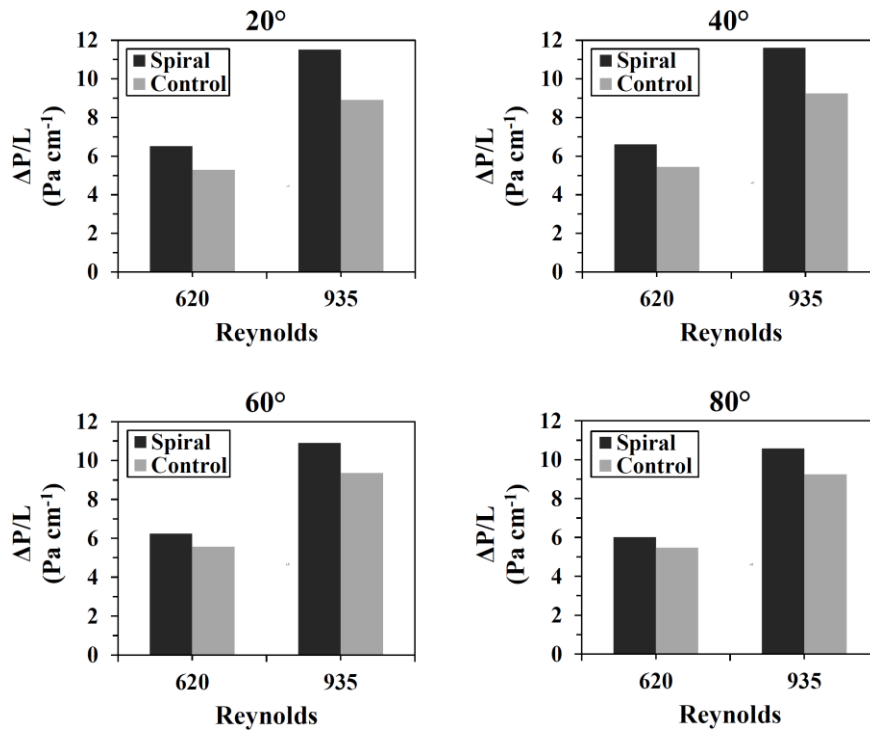 20°
12
10
8
6
4
2
0
ΔP/L
(Pa cm⁻¹)
Spiral
Control
620 935
Reynolds
40°
12
10
8
6
4
2
0
ΔP/L
(Pa cm⁻¹)
Spiral
Control
620 935
Reynolds
60°
12
10
8
6
4
2
0
ΔP/L
(Pa cm⁻¹)
Spiral
Control
620 935
Reynolds
80°
12
10
8
6
4
2
0
ΔP/L
(Pa cm⁻¹)
Spiral
Control
620 935
Reynolds